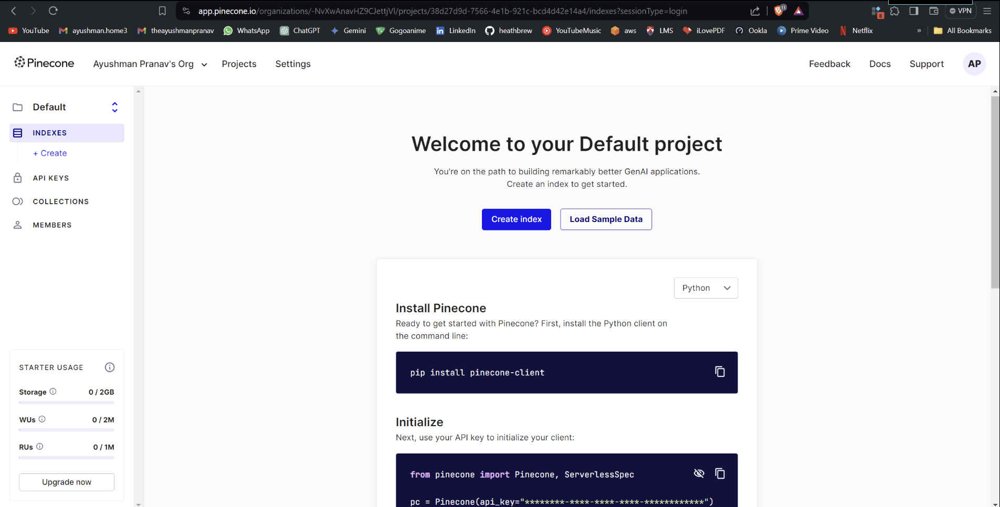 app.pinecone.io/organizations/-NvXwAnavHZ9CJettjVl/projects/38d27d9d-7566-4e1b-921c-bcd4d42e14a4/indexes?sessionType=login
11
8
VPN
YouTube
ayushman.home3
theayushmanpranav
WhatsApp
ChatGPT
Gemini
Gogoanime
LinkedIn
heathbrew
YouTubeMusic
aws
LMS
iLovePDF
Ookla
Prime Video
Netflix
»
All Bookmarks
Pinecone
Ayushman Pranav's Org
Projects
Settings
Feedback
Docs
Support
AP
Default
INDEXES
+ Create
API KEYS
COLLECTIONS
MEMBERS
STARTER USAGE
Storage 0 / 2GB
WUs 0 / 2M
RUs 0 / 1M
Upgrade now
Welcome to your Default project
You're on the path to building remarkably better GenAI applications.
Create an index to get started.
Create index
Load Sample Data
Python
Install Pinecone
Ready to get started with Pinecone? First, install the Python client on
the command line:
pip install pinecone-client
Initialize
Next, use your API key to initialize your client:
from pinecone import Pinecone, ServerlessSpec
pc = Pinecone(api_key="********-****-****-****-************")